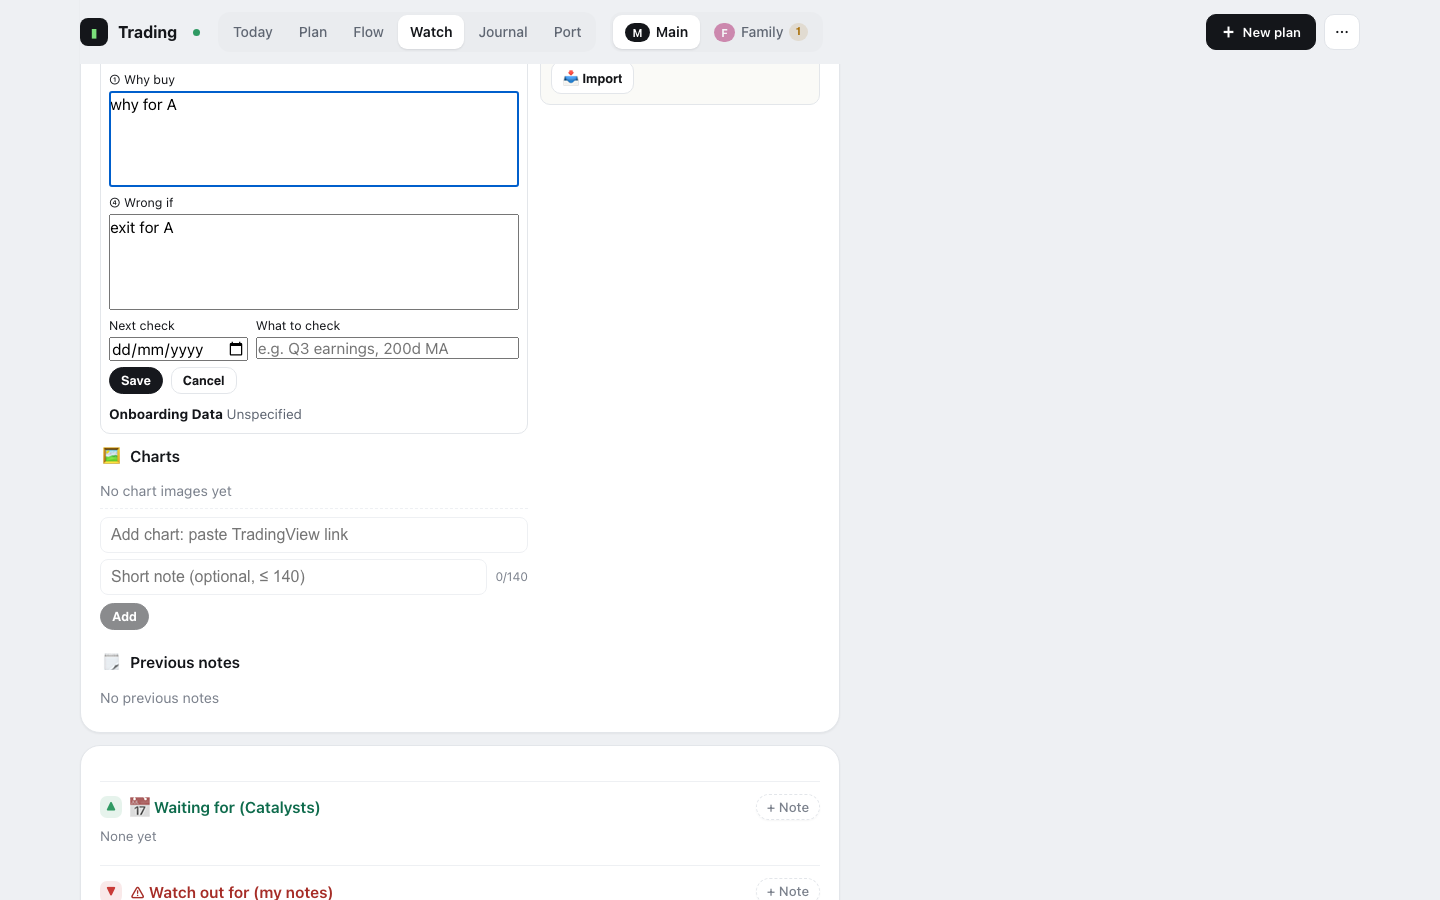 Trading
Today
Plan
Flow
Watch
Journal
Port
M Main
F Family 1
+ New plan
...
① Why buy
why for A
④ Wrong if
exit for A
Next check
What to check
dd/mm/yyyy
e.g. Q3 earnings, 200d MA
Save
Cancel
Onboarding Data Unspecified
📥 Import
Charts
No chart images yet
Add chart: paste TradingView link
Short note (optional, ≤ 140)
0/140
Add
Previous notes
No previous notes
▲ 17 Waiting for (Catalysts)
+ Note
None yet
▼ ⚠ Watch out for (my notes)
+ Note